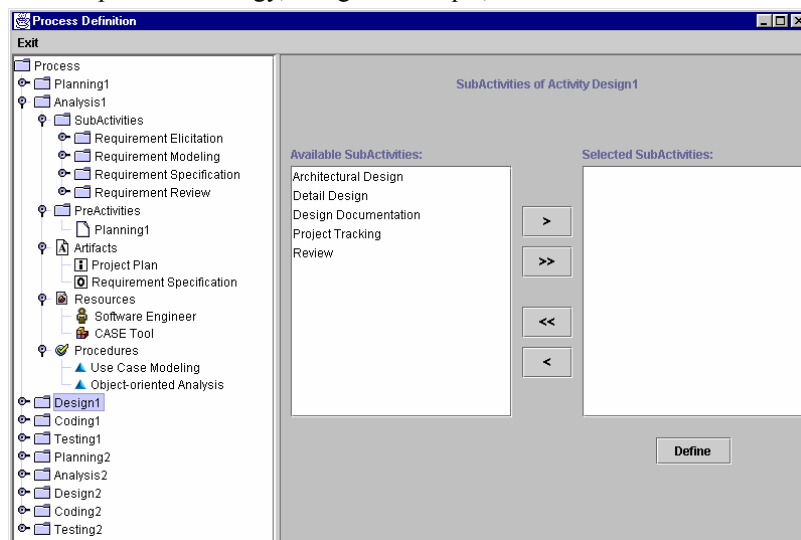 Process Definition
Exit
Process
Planning1
Analysis1
SubActivities
Requirement Elicitation
Requirement Modeling
Requirement Specification
Requirement Review
PreActivities
Planning1
Artifacts
Project Plan
Requirement Specification
Resources
Software Engineer
CASE Tool
Procedures
Use Case Modeling
Object-oriented Analysis
Design1
Coding1
Testing1
Planning2
Analysis2
Design2
Coding2
Testing2
SubActivities of Activity Design1
Available SubActivities:
Architectural Design
Detail Design
Design Documentation
Project Tracking
Review
>
>>
<<
<
Selected SubActivities:
Define